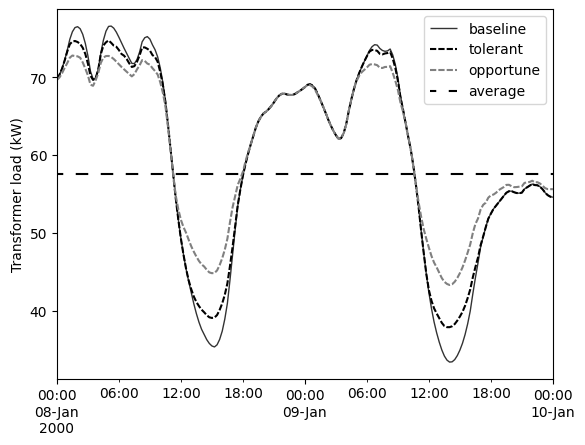 baseline
tolerant
opportune
average
Transformer load (kW)
70
60
50
40
00:00 06:00 12:00 18:00 00:00 06:00 12:00 18:00 00:00
08-Jan 09-Jan 10-Jan
2000